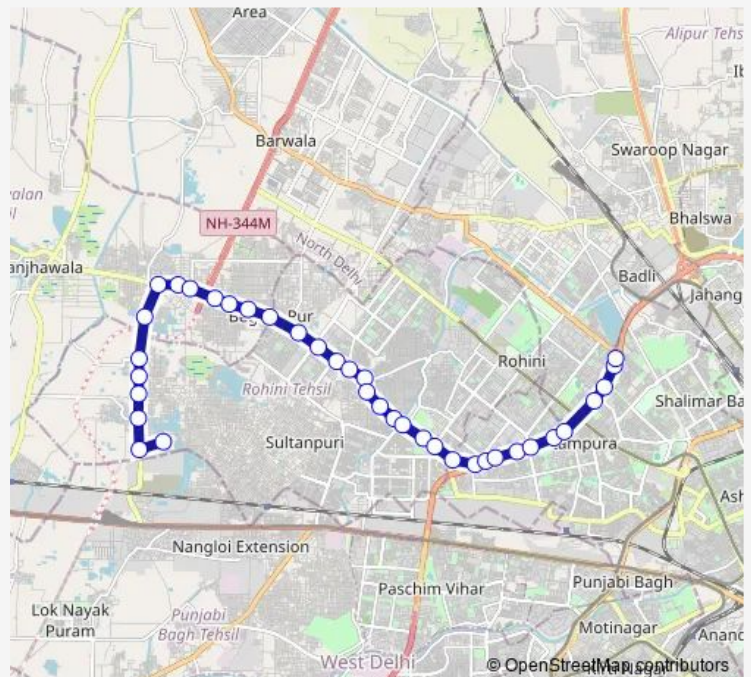 Area
Alipur Tehs
Barwala
Swaroop Nagar
NH-344M
Bhalswa
anjhawala
North Delhi
Badli
Jahang
Pur
Rohini
Rohini Tehsil
Shalimar Ba
Sultanpuri
ampura
Ash
Nangloi Extension
Paschim Vihar
Punjabi Bagh
Lok Nayak
Puram
Punjabi
Bagh Tehsil
Motinagar
Anand
West Delhi
© OpenStreetMap contributors